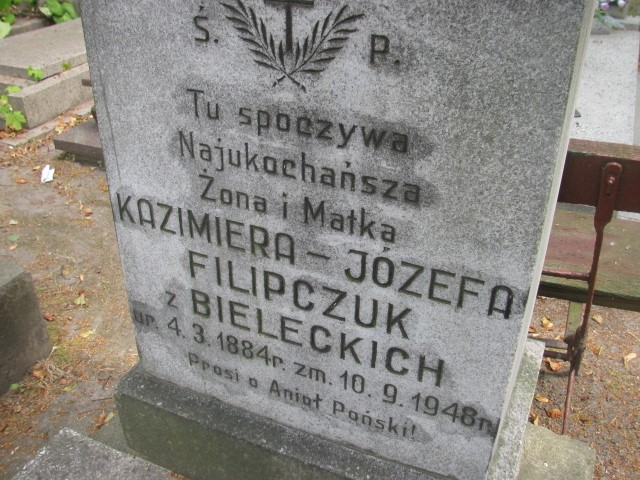 Ś. P.
Tu spoczywa
Najukochańsza
Żona i Matka
KAZIMIERA – JÓZEFA
FILIPCZUK
z BIELECKICH
ur. 4. 3. 1884r. zm. 10. 9. 1948r.
Prosi o Anioł Pański!